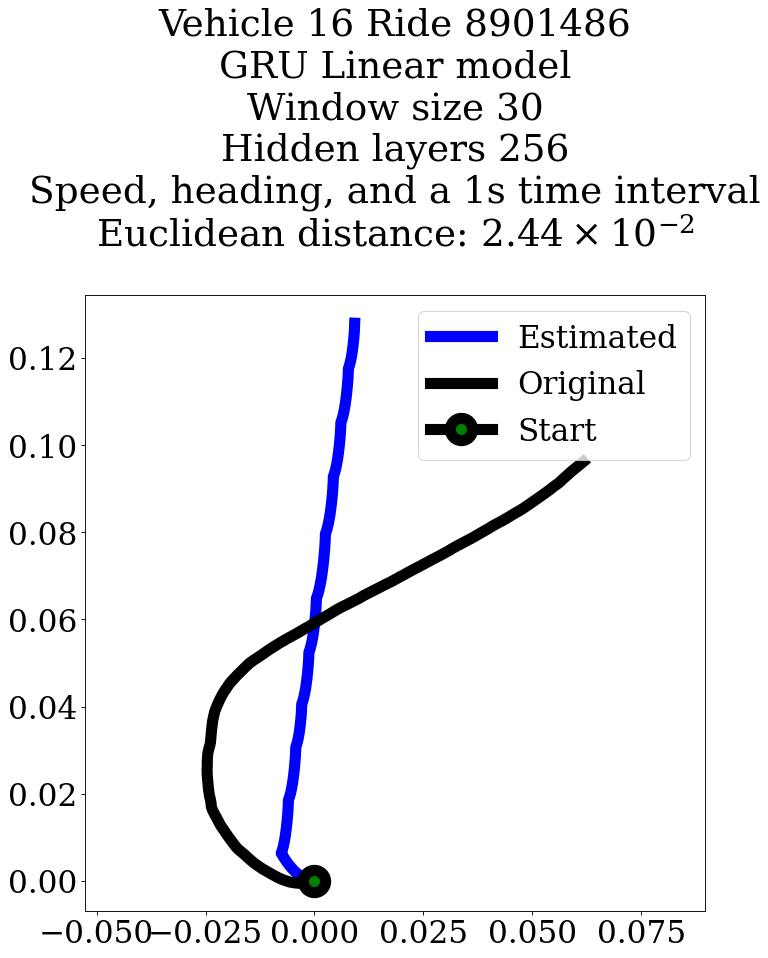 Vehicle 16 Ride 8901486
GRU Linear model
Window size 30
Hidden layers 256
Speed, heading, and a 1s time interval
Euclidean distance: 2.44 × 10⁻²
Estimated
Original
Start
0.12
0.10
0.08
0.06
0.04
0.02
0.00
−0.050 −0.025 0.000 0.025 0.050 0.075